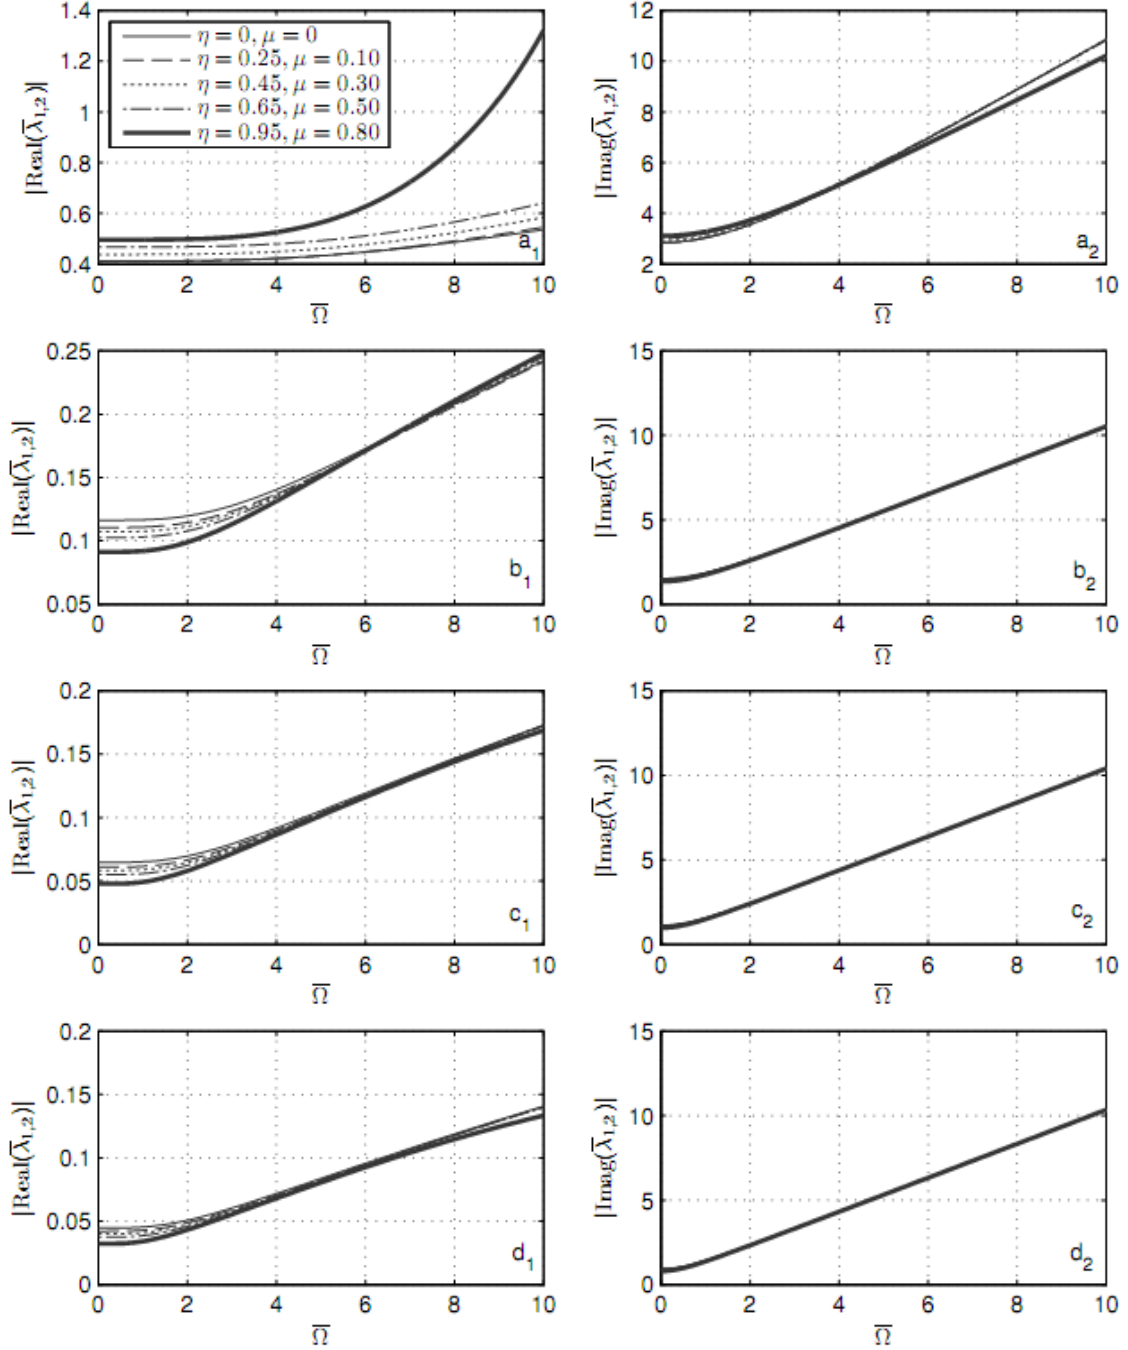 1.4
1.2
1
0.8
0.6
0.4
|Real(λ̅₁,₂)|
η = 0, μ = 0
η = 0.25, μ = 0.10
η = 0.45, μ = 0.30
η = 0.65, μ = 0.50
η = 0.95, μ = 0.80
a₁
0 2 4 6 8 10
Ω̅
12
10
8
6
4
2
|Imag(λ̅₁,₂)|
a₂
0 2 4 6 8 10
Ω̅
0.25
0.2
0.15
0.1
0.05
|Real(λ̅₁,₂)|
b₁
0 2 4 6 8 10
Ω̅
15
10
5
0
|Imag(λ̅₁,₂)|
b₂
0 2 4 6 8 10
Ω̅
0.2
0.15
0.1
0.05
0
|Real(λ̅₁,₂)|
c₁
0 2 4 6 8 10
Ω̅
15
10
5
0
|Imag(λ̅₁,₂)|
c₂
0 2 4 6 8 10
Ω̅
0.2
0.15
0.1
0.05
0
|Real(λ̅₁,₂)|
d₁
0 2 4 6 8 10
Ω̅
15
10
5
0
|Imag(λ̅₁,₂)|
d₂
0 2 4 6 8 10
Ω̅